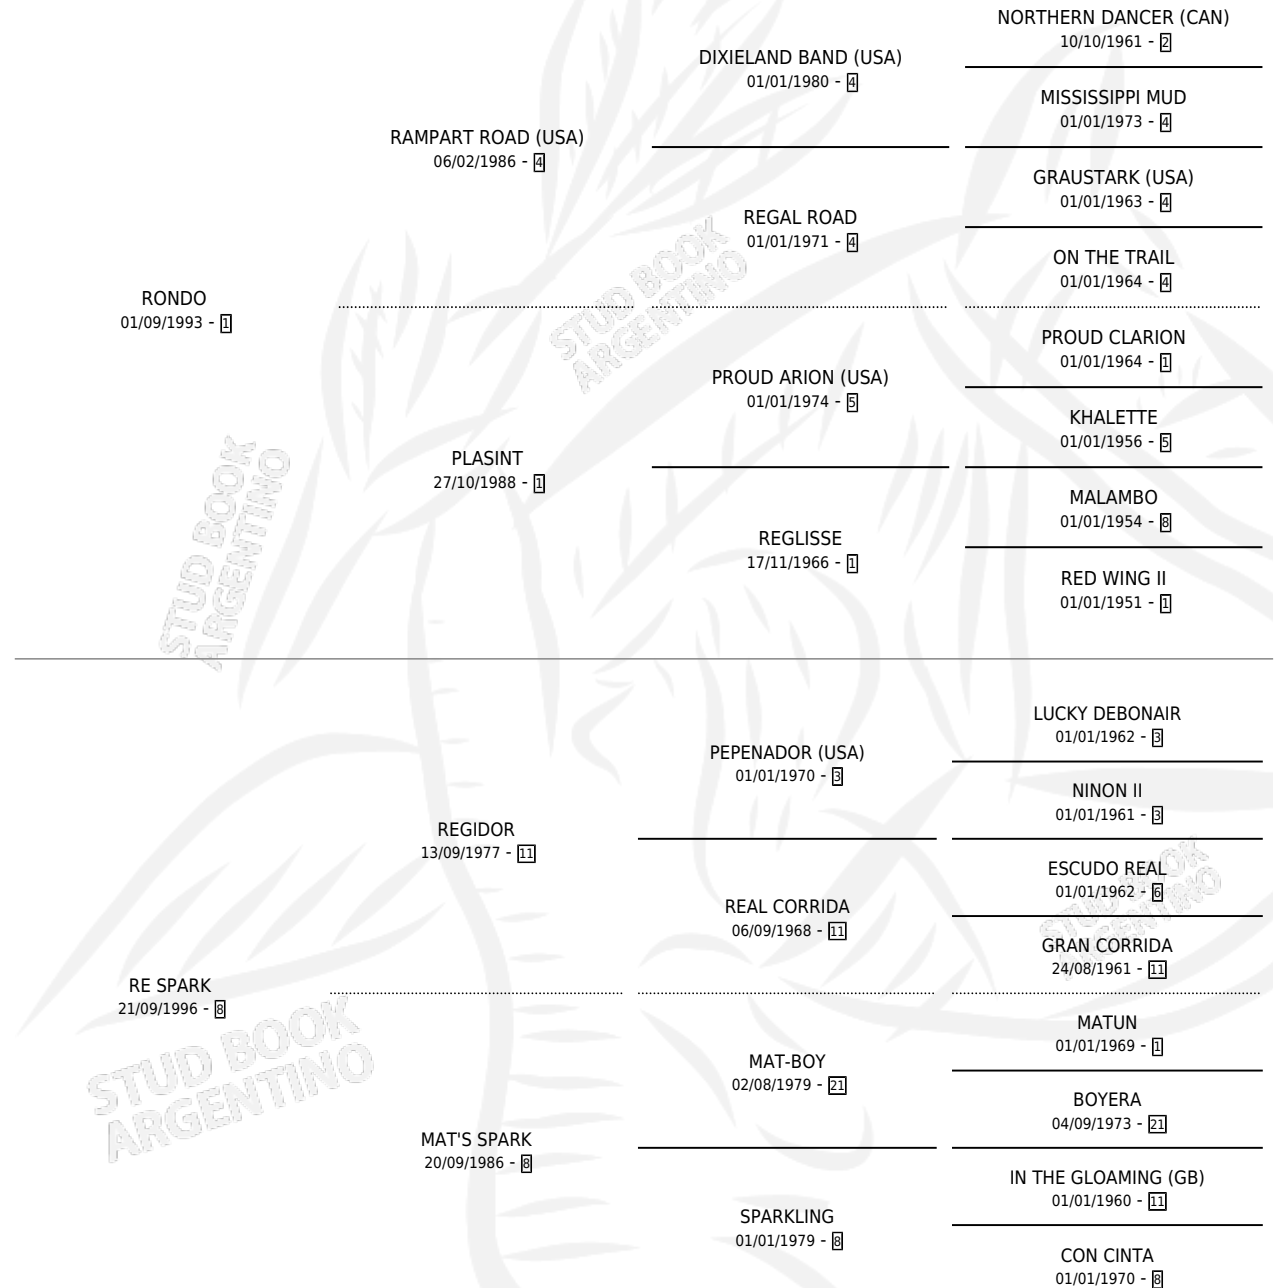 NORTHERN DANCER (CAN)
10/10/1961 - 2
DIXIELAND BAND (USA)
01/01/1980 - 4
MISSISSIPPI MUD
01/01/1973 - 4
RAMPART ROAD (USA)
06/02/1986 - 4
GRAUSTARK (USA)
01/01/1963 - 4
REGAL ROAD
01/01/1971 - 4
ON THE TRAIL
01/01/1964 - 4
STUD BOOK
ARGENTINO
RONDO
01/09/1993 - 1
PROUD CLARION
01/01/1964 - 1
PROUD ARION (USA)
01/01/1974 - 5
KHALETTE
01/01/1956 - 5
PLASINT
27/10/1988 - 1
MALAMBO
01/01/1954 - 8
REGLISSE
17/11/1966 - 1
RED WING II
01/01/1951 - 1
STUD BOOK
ARGENTINO
LUCKY DEBONAIR
01/01/1962 - 3
PEPENADOR (USA)
01/01/1970 - 3
NINON II
01/01/1961 - 3
REGIDOR
13/09/1977 - 11
ESCUDO REAL
01/01/1962 - 6
REAL CORRIDA
06/09/1968 - 11
GRAN CORRIDA
24/08/1961 - 11
STUD BOOK
ARGENTINO
RE SPARK
21/09/1996 - 8
MATUN
01/01/1969 - 1
MAT-BOY
02/08/1979 - 21
BOYERA
04/09/1973 - 21
STUD BOOK
ARGENTINO
MAT'S SPARK
20/09/1986 - 8
IN THE GLOAMING (GB)
01/01/1960 - 11
SPARKLING
01/01/1979 - 8
CON CINTA
01/01/1970 - 8